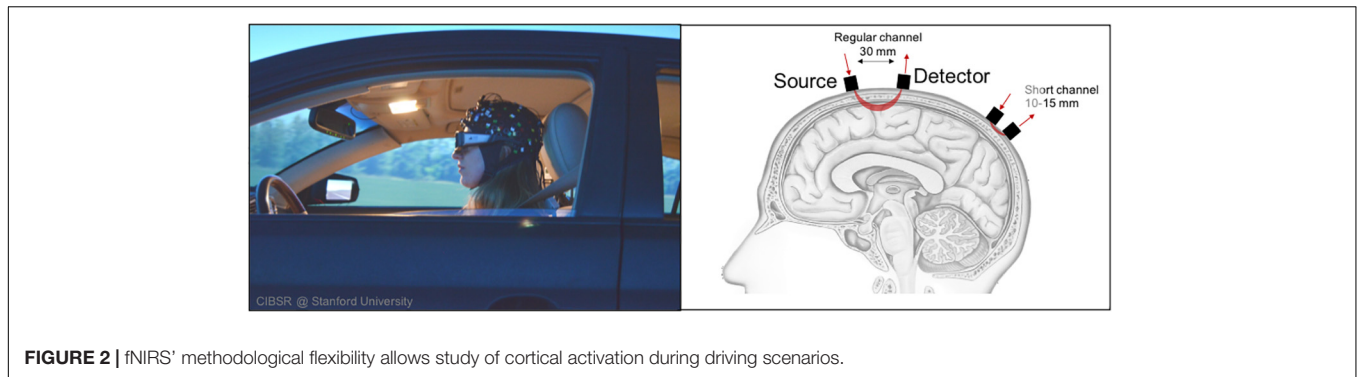 Regular channel
30 mm
Source
Detector
Short channel
10-15 mm
CIBSR @ Stanford University
FIGURE 2 | fNIRS’ methodological flexibility allows study of cortical activation during driving scenarios.